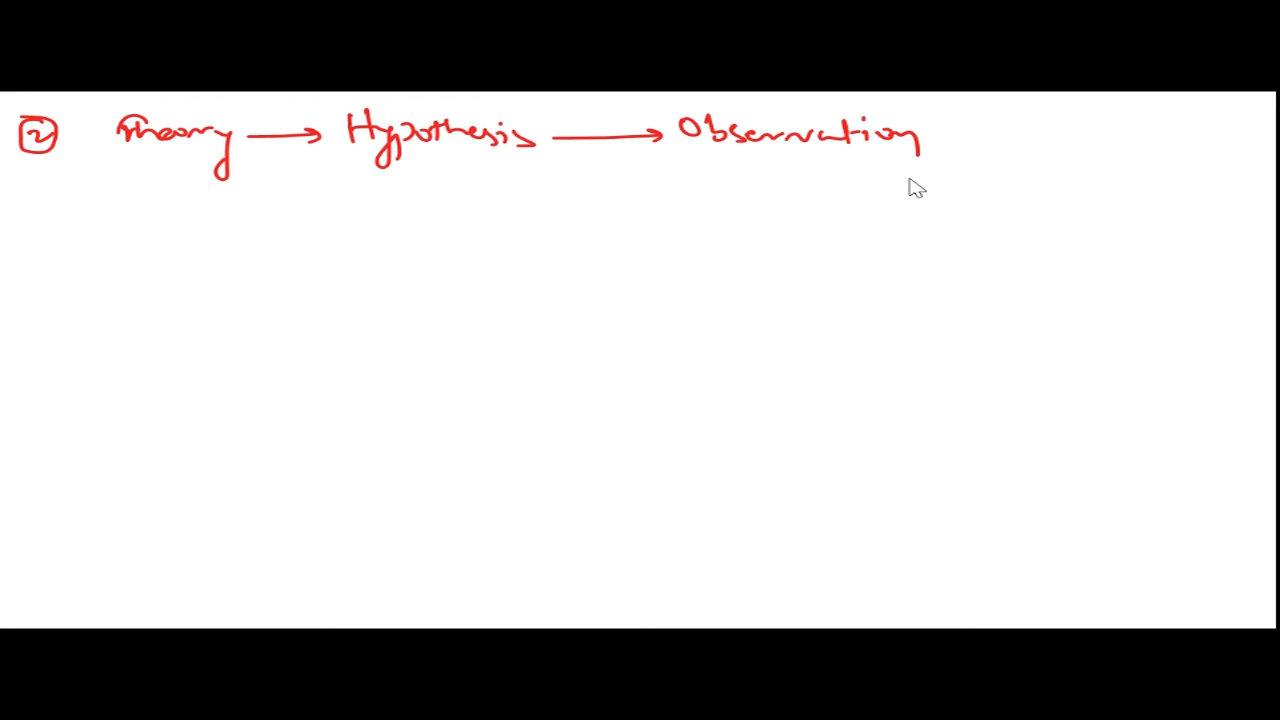 ② Theory → Hypothesis → Observation